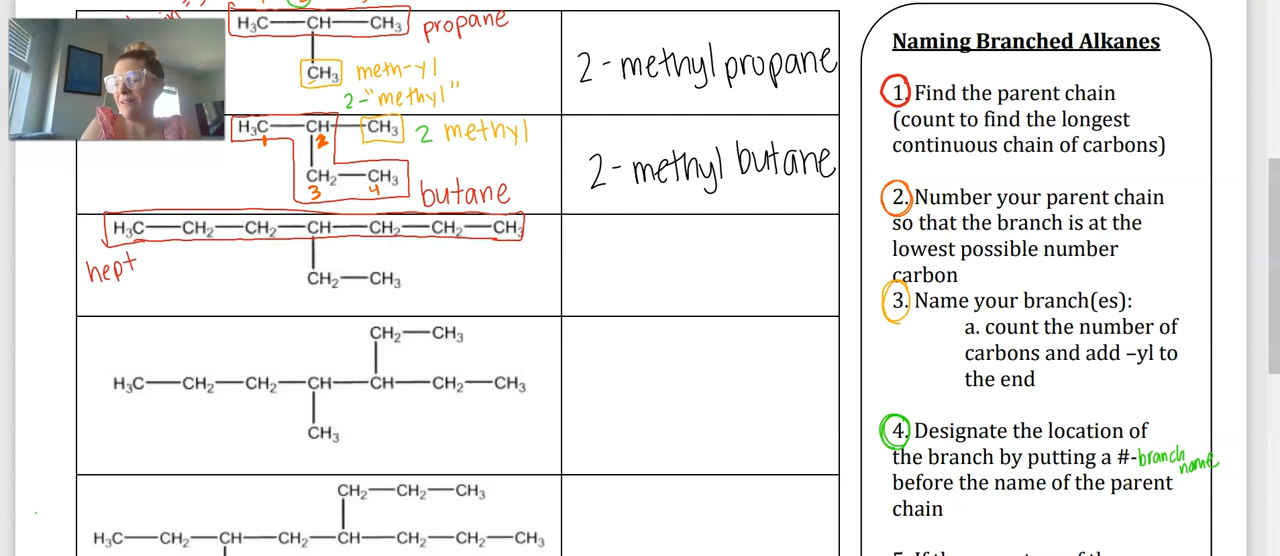 H₃C—CH—CH₃ propane
CH₃ meth-yl
2-"methyl"
2-methylpropane
H₃C—CH—CH₃ 2 methyl
1 2
CH₂—CH₃
3 4 butane
2-methyl butane
H₃C—CH₂—CH₂—CH—CH₂—CH₂—CH₃
hept
CH₂—CH₃
CH₂—CH₃
H₃C—CH₂—CH₂—CH—CH—CH₂—CH₃
CH₃
CH₂—CH₂—CH₃
H₃C—CH₂—CH—CH₂—CH—CH₂—CH₂—CH₃
Naming Branched Alkanes
1. Find the parent chain
(count to find the longest
continuous chain of carbons)
2. Number your parent chain
so that the branch is at the
lowest possible number
carbon
3. Name your branch(es):
a. count the number of
carbons and add –yl to
the end
4. Designate the location of
the branch by putting a #-branch name
before the name of the parent
chain